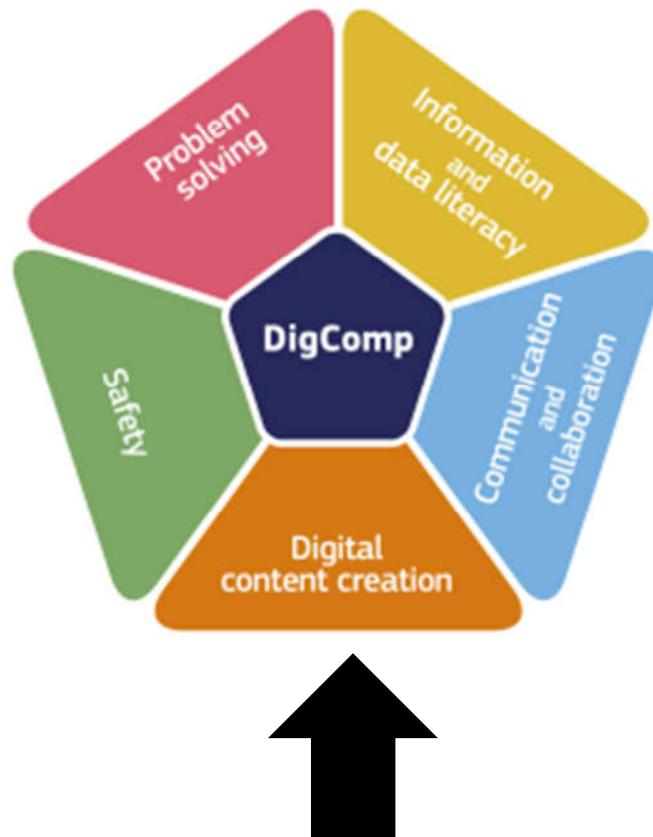 Problem
solving
Information
and
data literacy
DigComp
Safety
Communication
and
collaboration
Digital
content creation